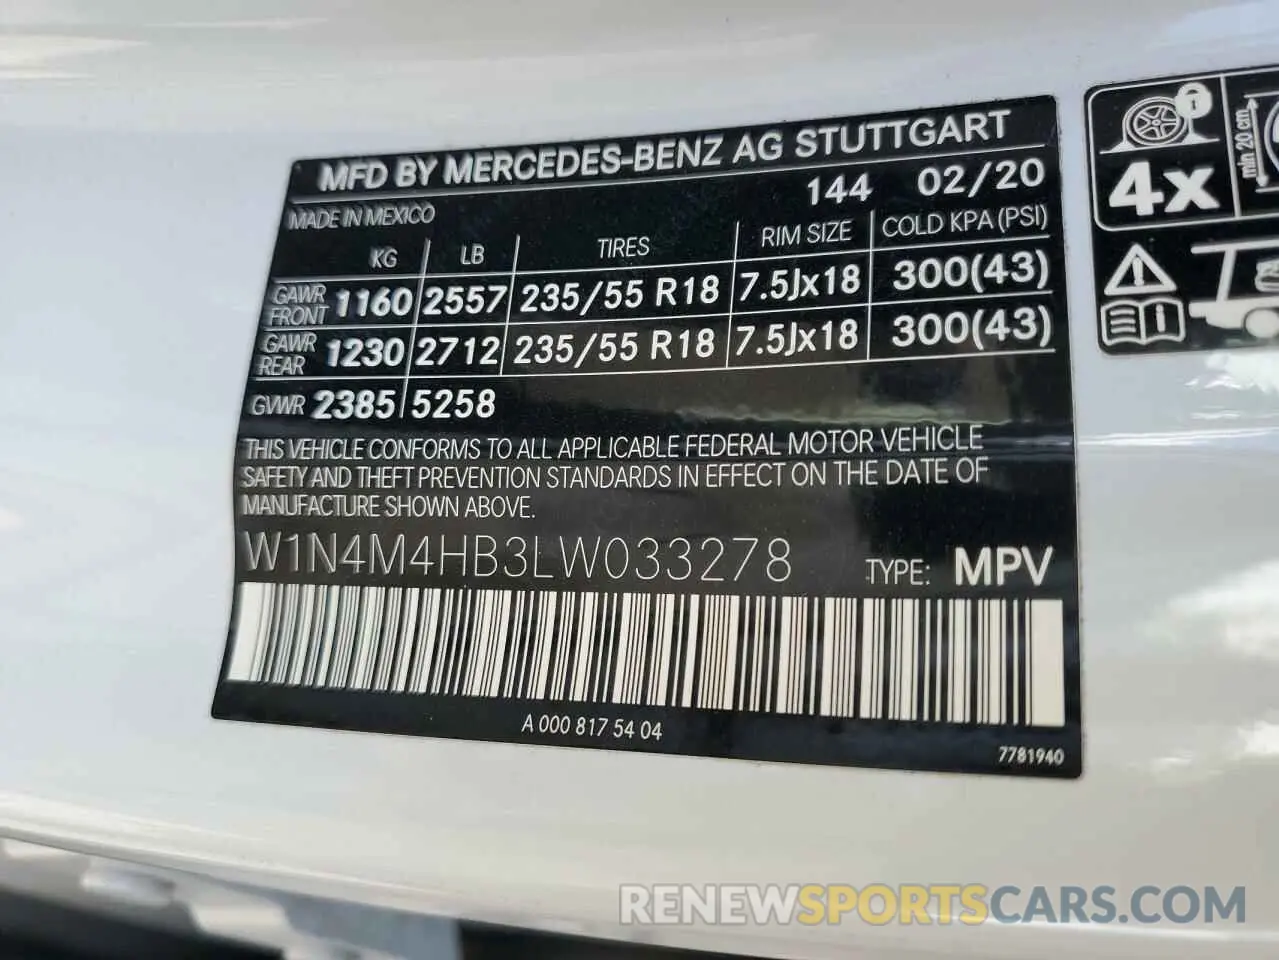 MFD BY MERCEDES-BENZ AG STUTTGART
MADE IN MEXICO 144 02/20
KG LB TIRES RIM SIZE COLD KPA (PSI)
GAWR FRONT 1160 2557 235/55 R18 7.5Jx18 300(43)
GAWR REAR 1230 2712 235/55 R18 7.5Jx18 300(43)
GVWR 2385 5258
THIS VEHICLE CONFORMS TO ALL APPLICABLE FEDERAL MOTOR VEHICLE
SAFETY AND THEFT PREVENTION STANDARDS IN EFFECT ON THE DATE OF
MANUFACTURE SHOWN ABOVE.
W1N4M4HB3LW033278 TYPE: MPV
A 000 817 54 04
7781940
4x
min 20 cm
RENEWSPORTSCARS.COM